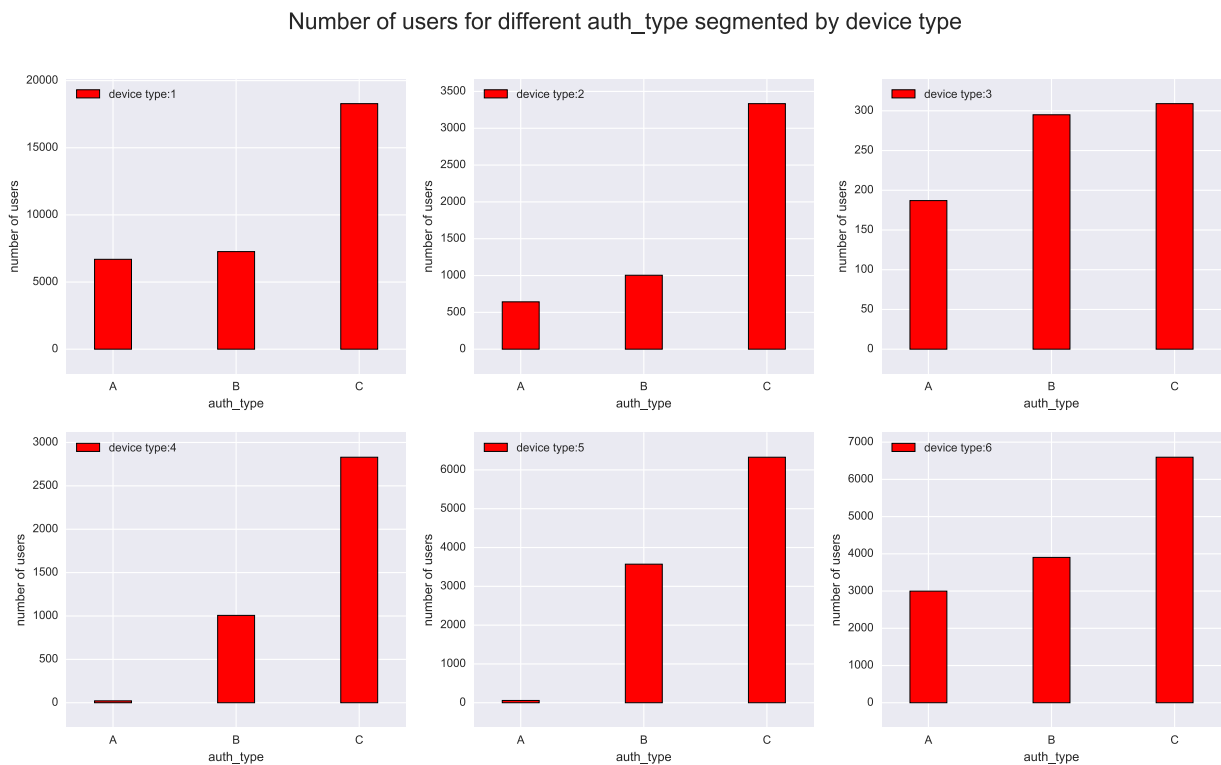 Number of users for different auth_type segmented by device type
20000
15000
10000
5000
0
number of users
device type:1
A B C
auth_type
3500
3000
2500
2000
1500
1000
500
0
number of users
device type:2
A B C
auth_type
300
250
200
150
100
50
0
number of users
device type:3
A B C
auth_type
3000
2500
2000
1500
1000
500
0
number of users
device type:4
A B C
auth_type
6000
5000
4000
3000
2000
1000
0
number of users
device type:5
A B C
auth_type
7000
6000
5000
4000
3000
2000
1000
0
number of users
device type:6
A B C
auth_type